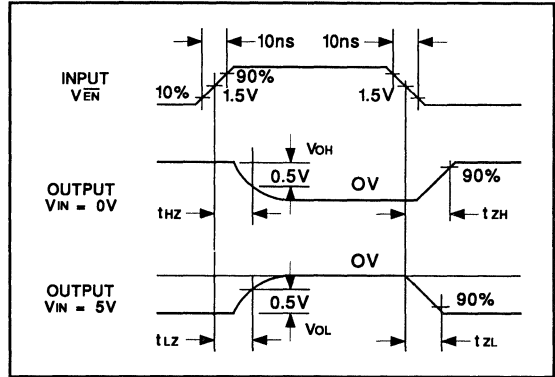 10ns 10ns
INPUT
VEN
10% 90% 1.5V 1.5V
OUTPUT
VIN = 0V
VOH
0.5V
OV
90%
tHZ tZH
OUTPUT
VIN = 5V
OV
0.5V
90%
tLZ VOL tZL